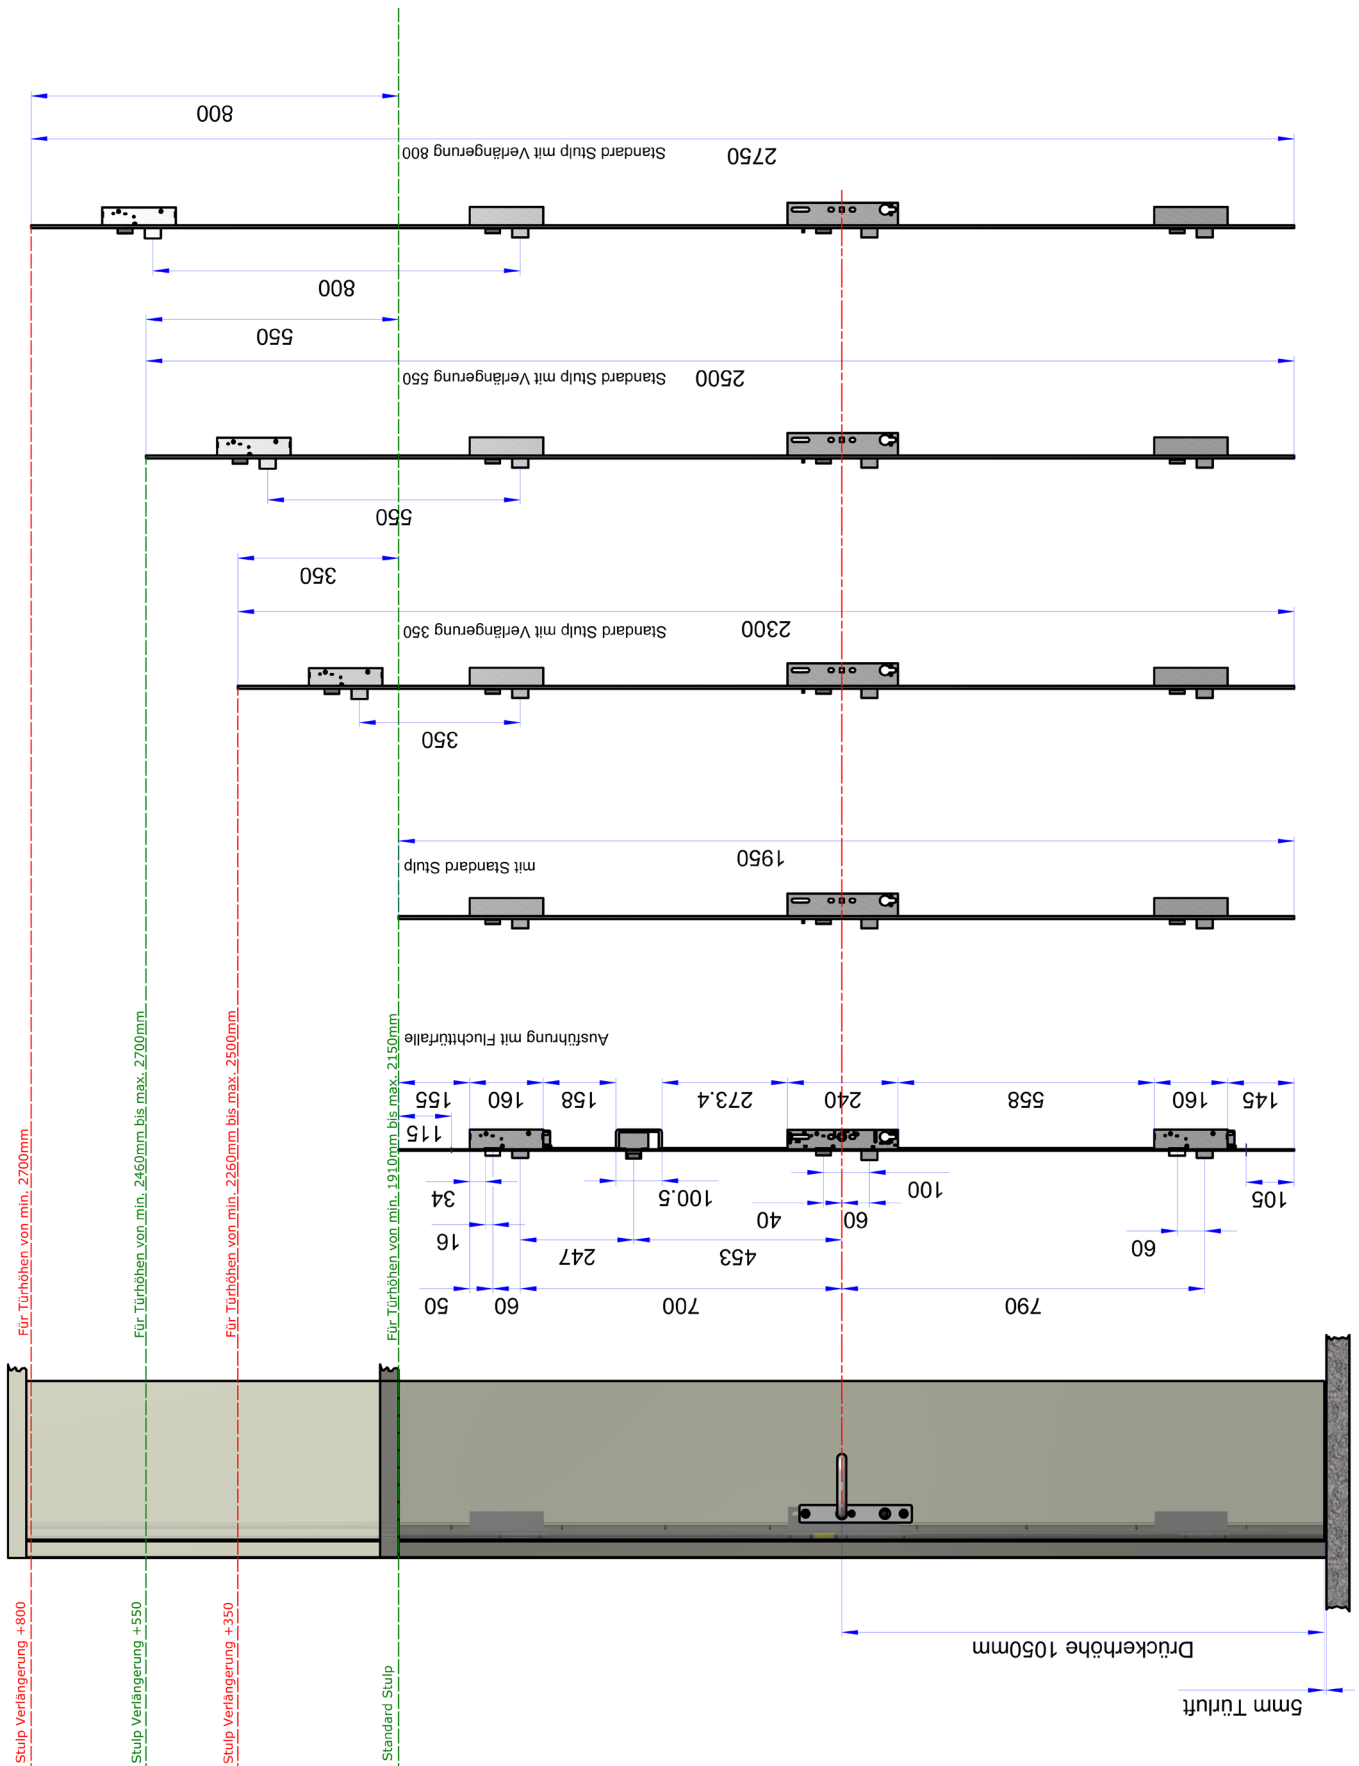 800
2750
Standard Stulp mit Verlängerung 800
800
550
2500
Standard Stulp mit Verlängerung 550
550
350
2300
Standard Stulp mit Verlängerung 350
350
1950
mit Standard Stulp
Ausführung mit Fluchttürfalle
155
160
158
273.4
240
558
160
145
115
34
100.5
100
105
16
40
60
60
247
453
50
60
700
790
Für Türhöhen von min. 2700mm
Für Türhöhen von min. 2460mm bis max. 2700mm
Für Türhöhen von min. 2260mm bis max. 2500mm
Für Türhöhen von min. 1910mm bis max. 2150mm
Stulp Verlängerung +800
Stulp Verlängerung +550
Stulp Verlängerung +350
Standard Stulp
Drückerhöhe 1050mm
5mm Türluft